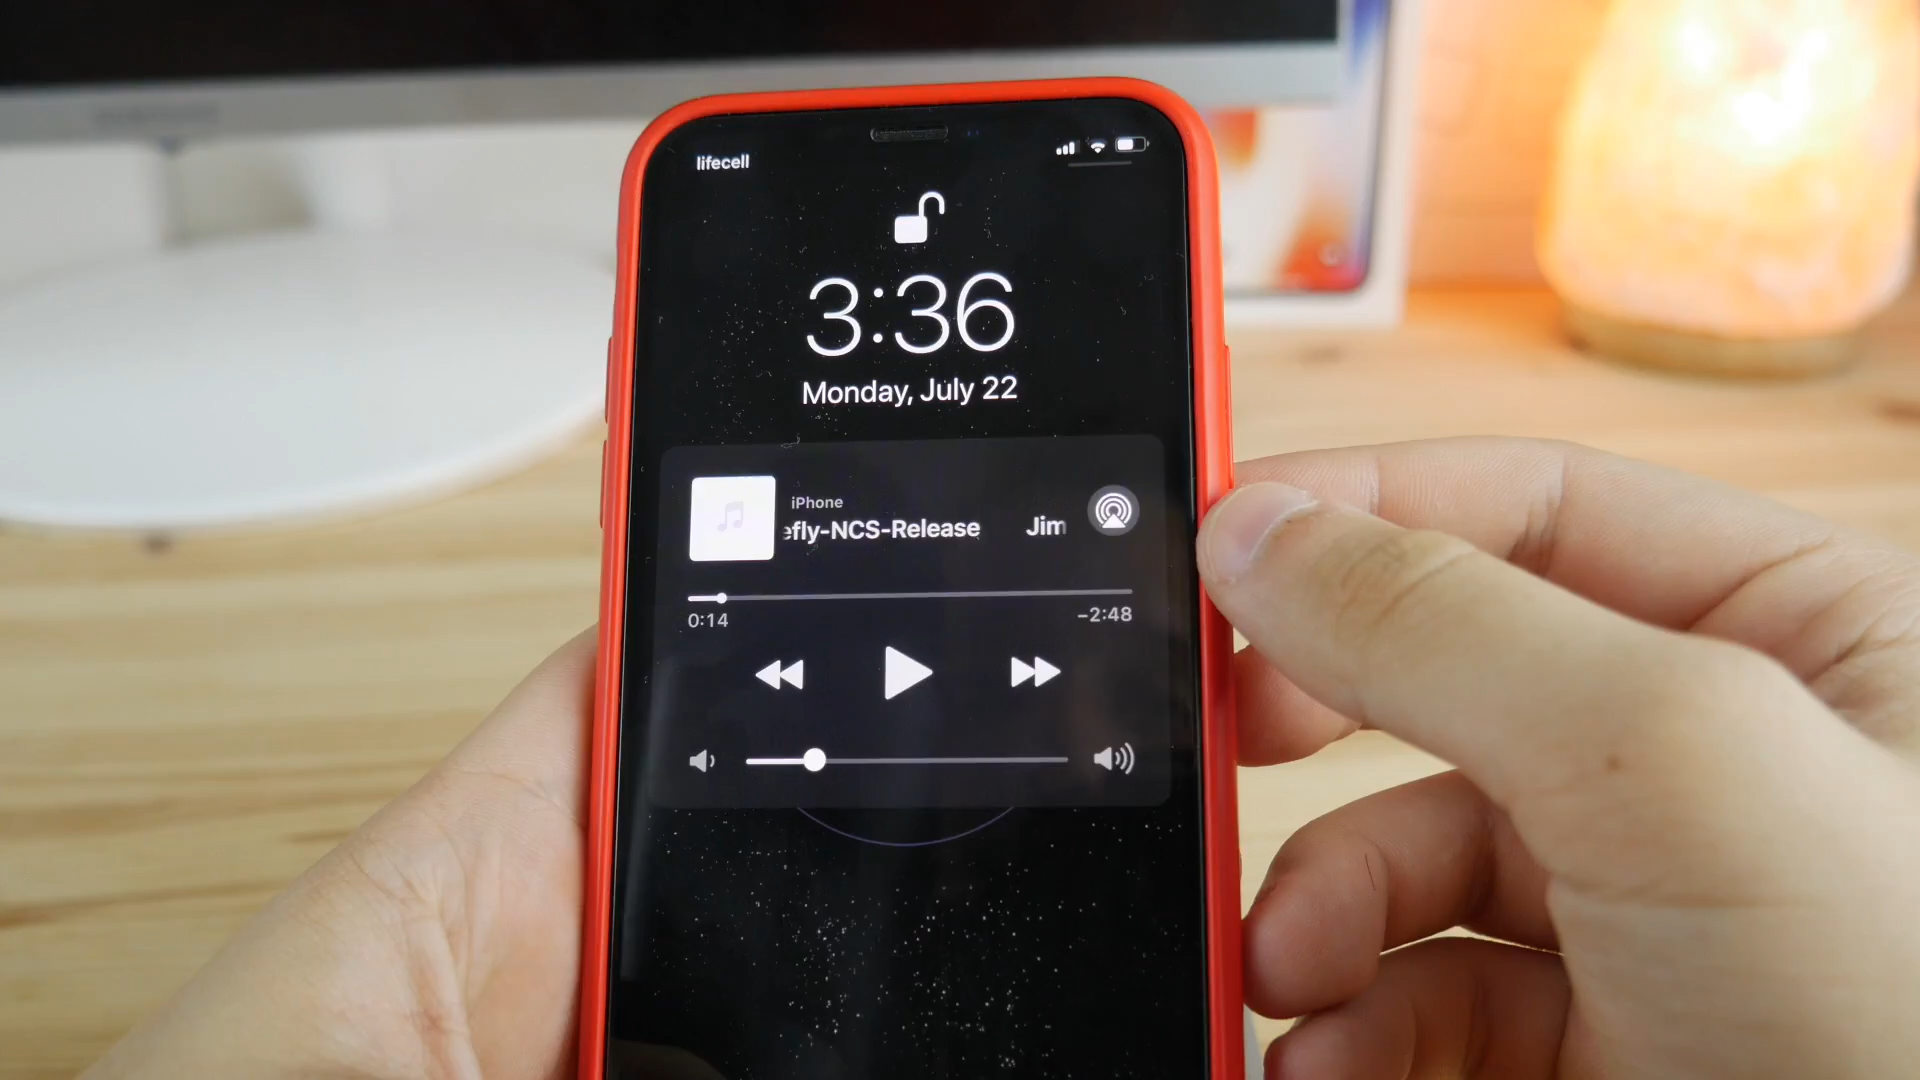 lifecell
3:36
Monday, July 22
iPhone
efly-NCS-Release Jim
0:14 -2:48